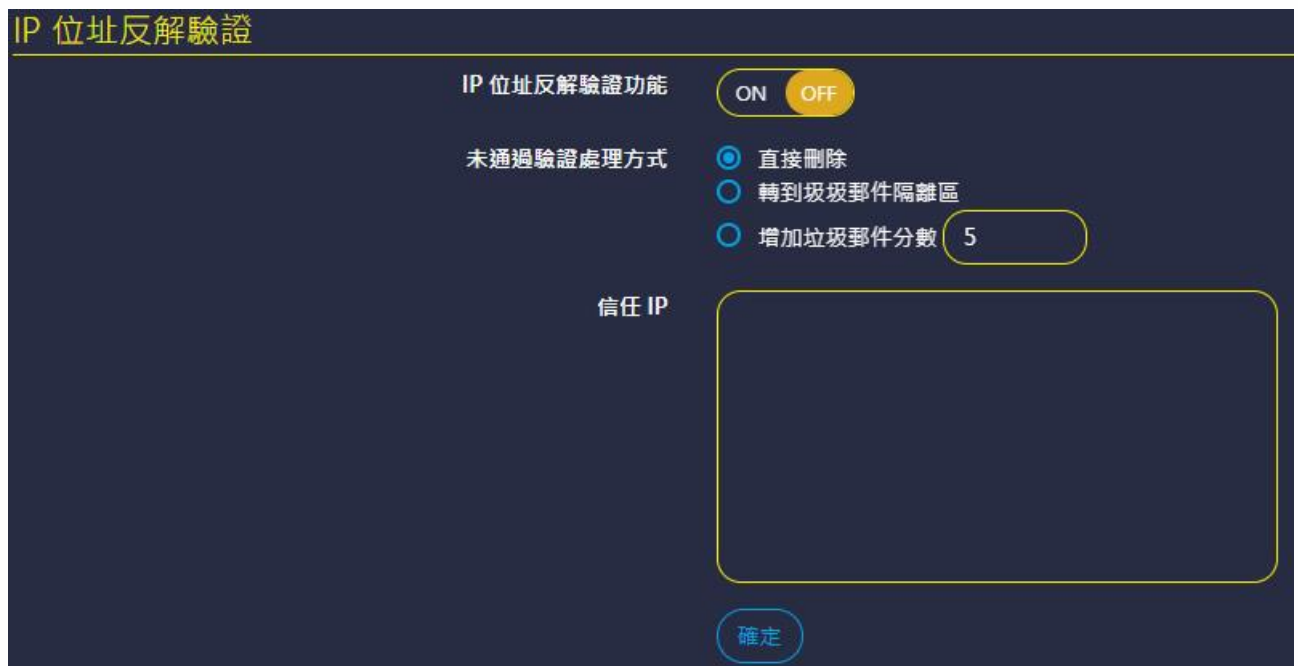 IP 位址反解驗證
IP 位址反解驗證功能 ON OFF
未通過驗證處理方式 直接刪除
轉到圾圾郵件隔離區
增加垃圾郵件分數 5
信任 IP
確定